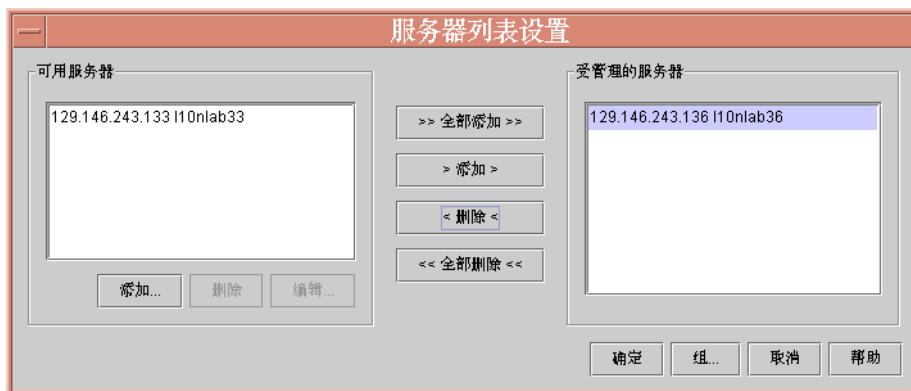 服务器列表设置
可用服务器
129.146.243.133 l10nlab33
添加...
删除
编辑...
>> 全部添加 >>
> 添加 >
< 删除 <
<< 全部删除 <<
受管理的服务器
129.146.243.136 l10nlab36
确定
组...
取消
帮助